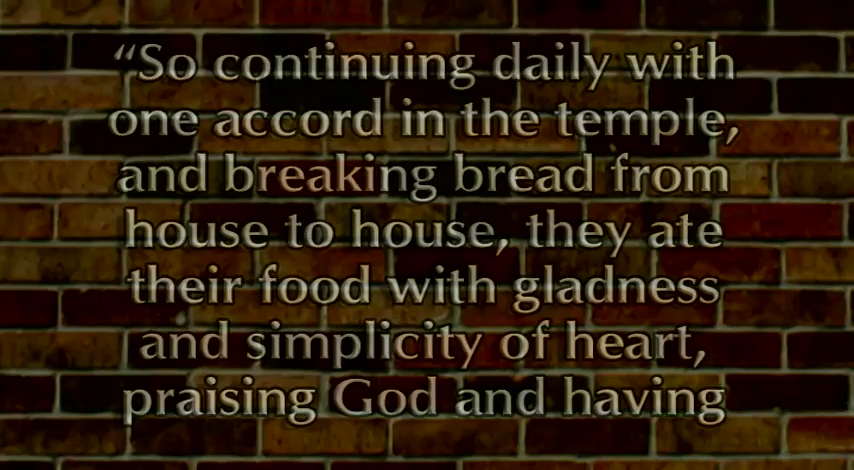 “So continuing daily with
one accord in the temple,
and breaking bread from
house to house, they ate
their food with gladness
and simplicity of heart,
praising God and having